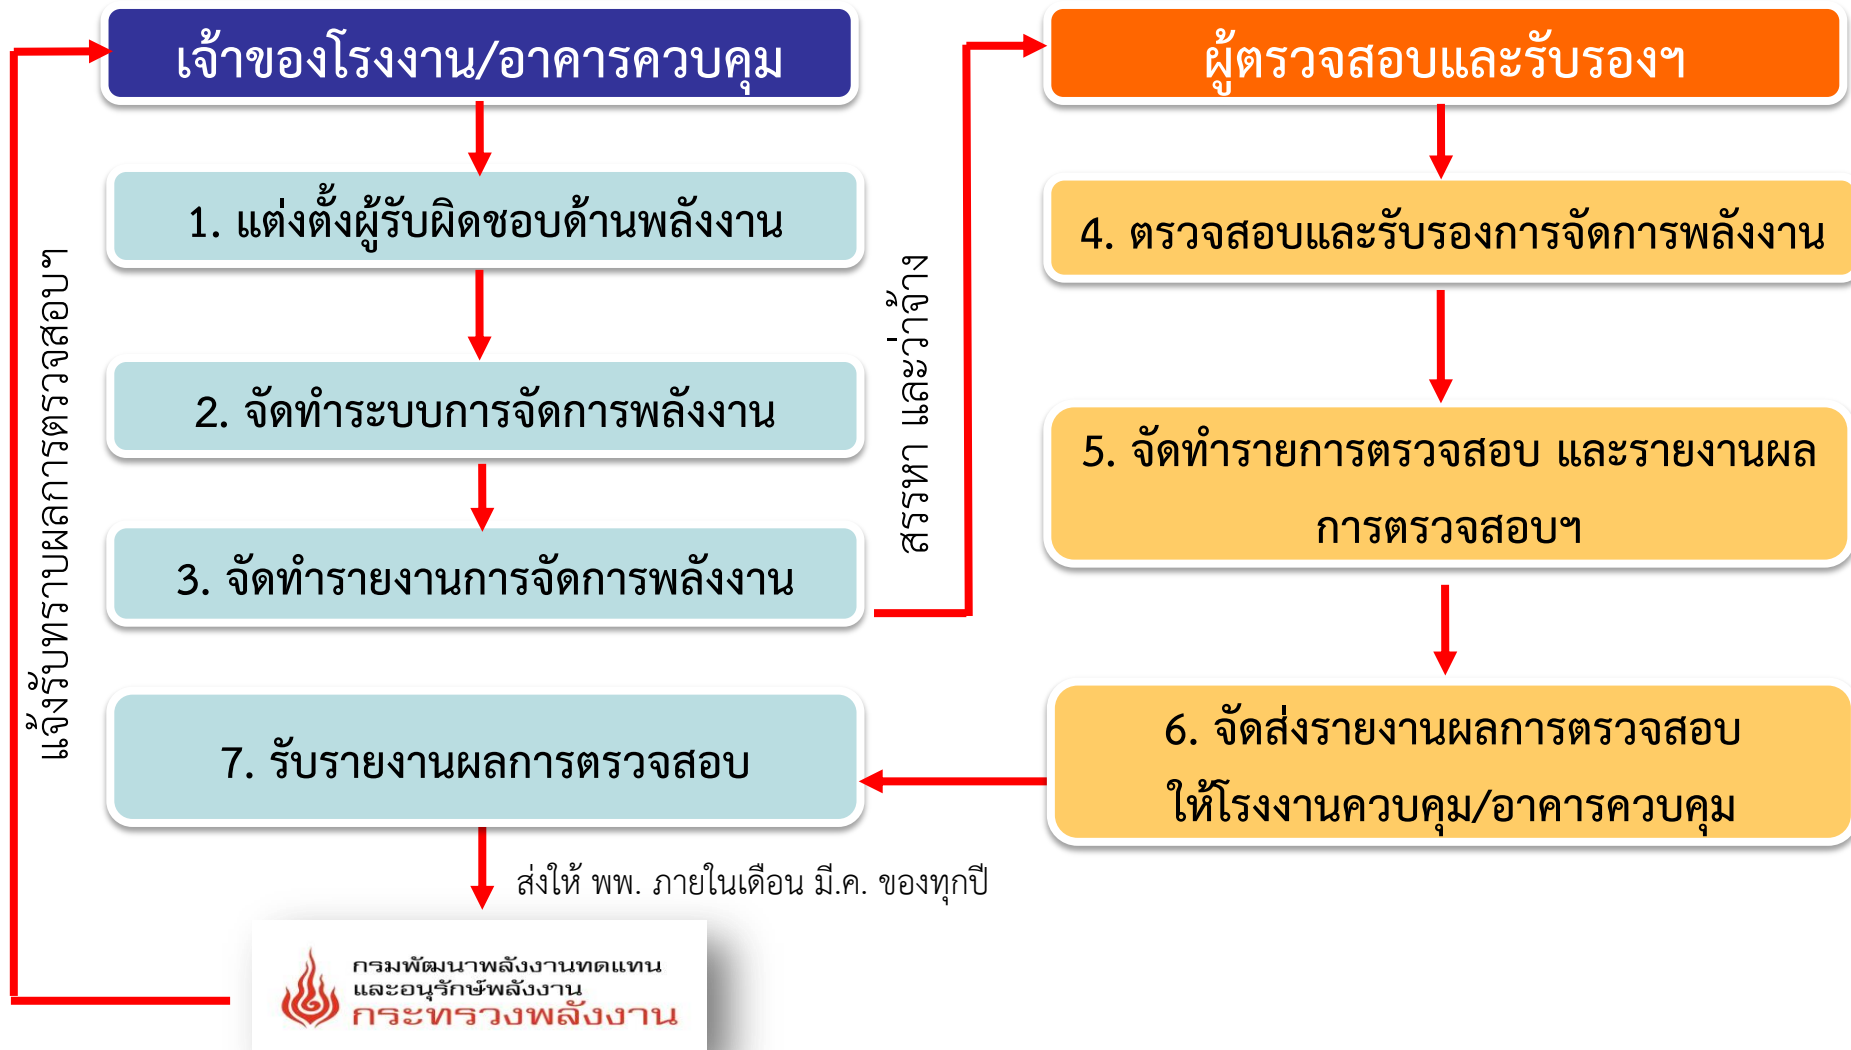 เจ้าของโรงงาน/อาคารควบคุม
1. แต่งตั้งผู้รับผิดชอบด้านพลังงาน
2. จัดทำระบบการจัดการพลังงาน
3. จัดทำรายงานการจัดการพลังงาน
สรรหา และว่าจ้าง
ผู้ตรวจสอบและรับรองฯ
4. ตรวจสอบและรับรองการจัดการพลังงาน
5. จัดทำรายการตรวจสอบ และรายงานผล
การตรวจสอบฯ
6. จัดส่งรายงานผลการตรวจสอบ
ให้โรงงานควบคุม/อาคารควบคุม
7. รับรายงานผลการตรวจสอบ
ส่งให้ พพ. ภายในเดือน มี.ค. ของทุกปี
กรมพัฒนาพลังงานทดแทน
และอนุรักษ์พลังงาน
กระทรวงพลังงาน
แจ้งรับทราบผลการตรวจสอบฯ